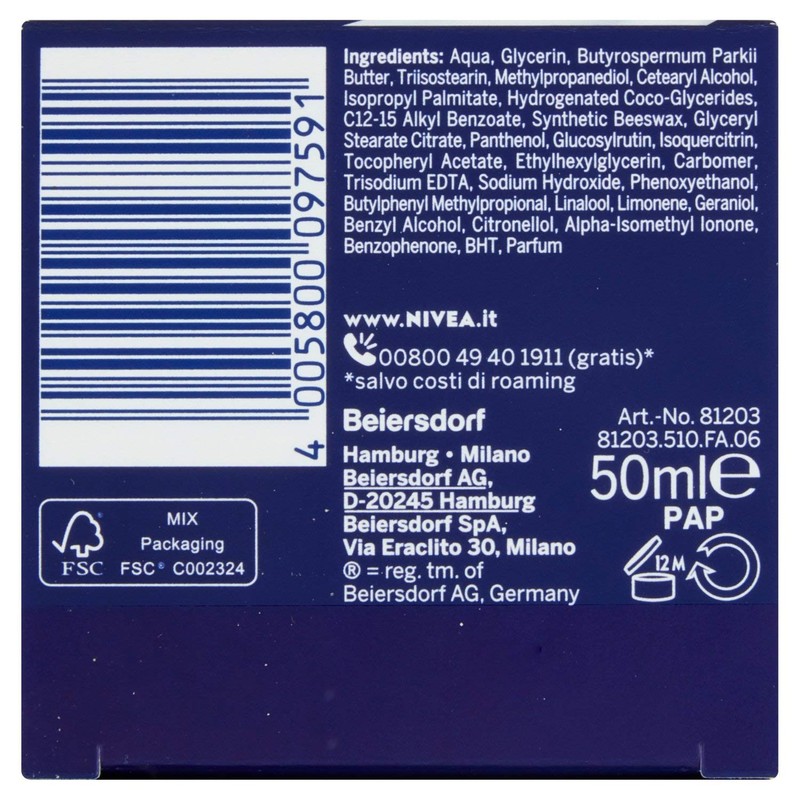 4 005800 097591
Ingredients: Aqua, Glycerin, Butyrospermum Parkii
Butter, Triisostearin, Methylpropanediol, Cetearyl Alcohol,
Isopropyl Palmitate, Hydrogenated Coco-Glycerides,
C12-15 Alkyl Benzoate, Synthetic Beeswax, Glyceryl
Stearate Citrate, Panthenol, Glucosylrutin, Isoquercitrin,
Tocopheryl Acetate, Ethylhexylglycerin, Carbomer,
Trisodium EDTA, Sodium Hydroxide, Phenoxyethanol,
Butylphenyl Methylpropional, Linalool, Limonene, Geraniol,
Benzyl Alcohol, Citronellol, Alpha-Isomethyl Ionone,
Benzophenone, BHT, Parfum
www.NIVEA.it
00800 49 40 1911 (gratis)*
*salvo costi di roaming
Beiersdorf
Hamburg • Milano
Beiersdorf AG,
D-20245 Hamburg
Beiersdorf SpA,
Via Eraclito 30, Milano
® = reg. tm. of
Beiersdorf AG, Germany
Art.-No. 81203
81203.510.FA.06
50ml℮
PAP
12M
FSC®
MIX
Packaging
FSC® C002324